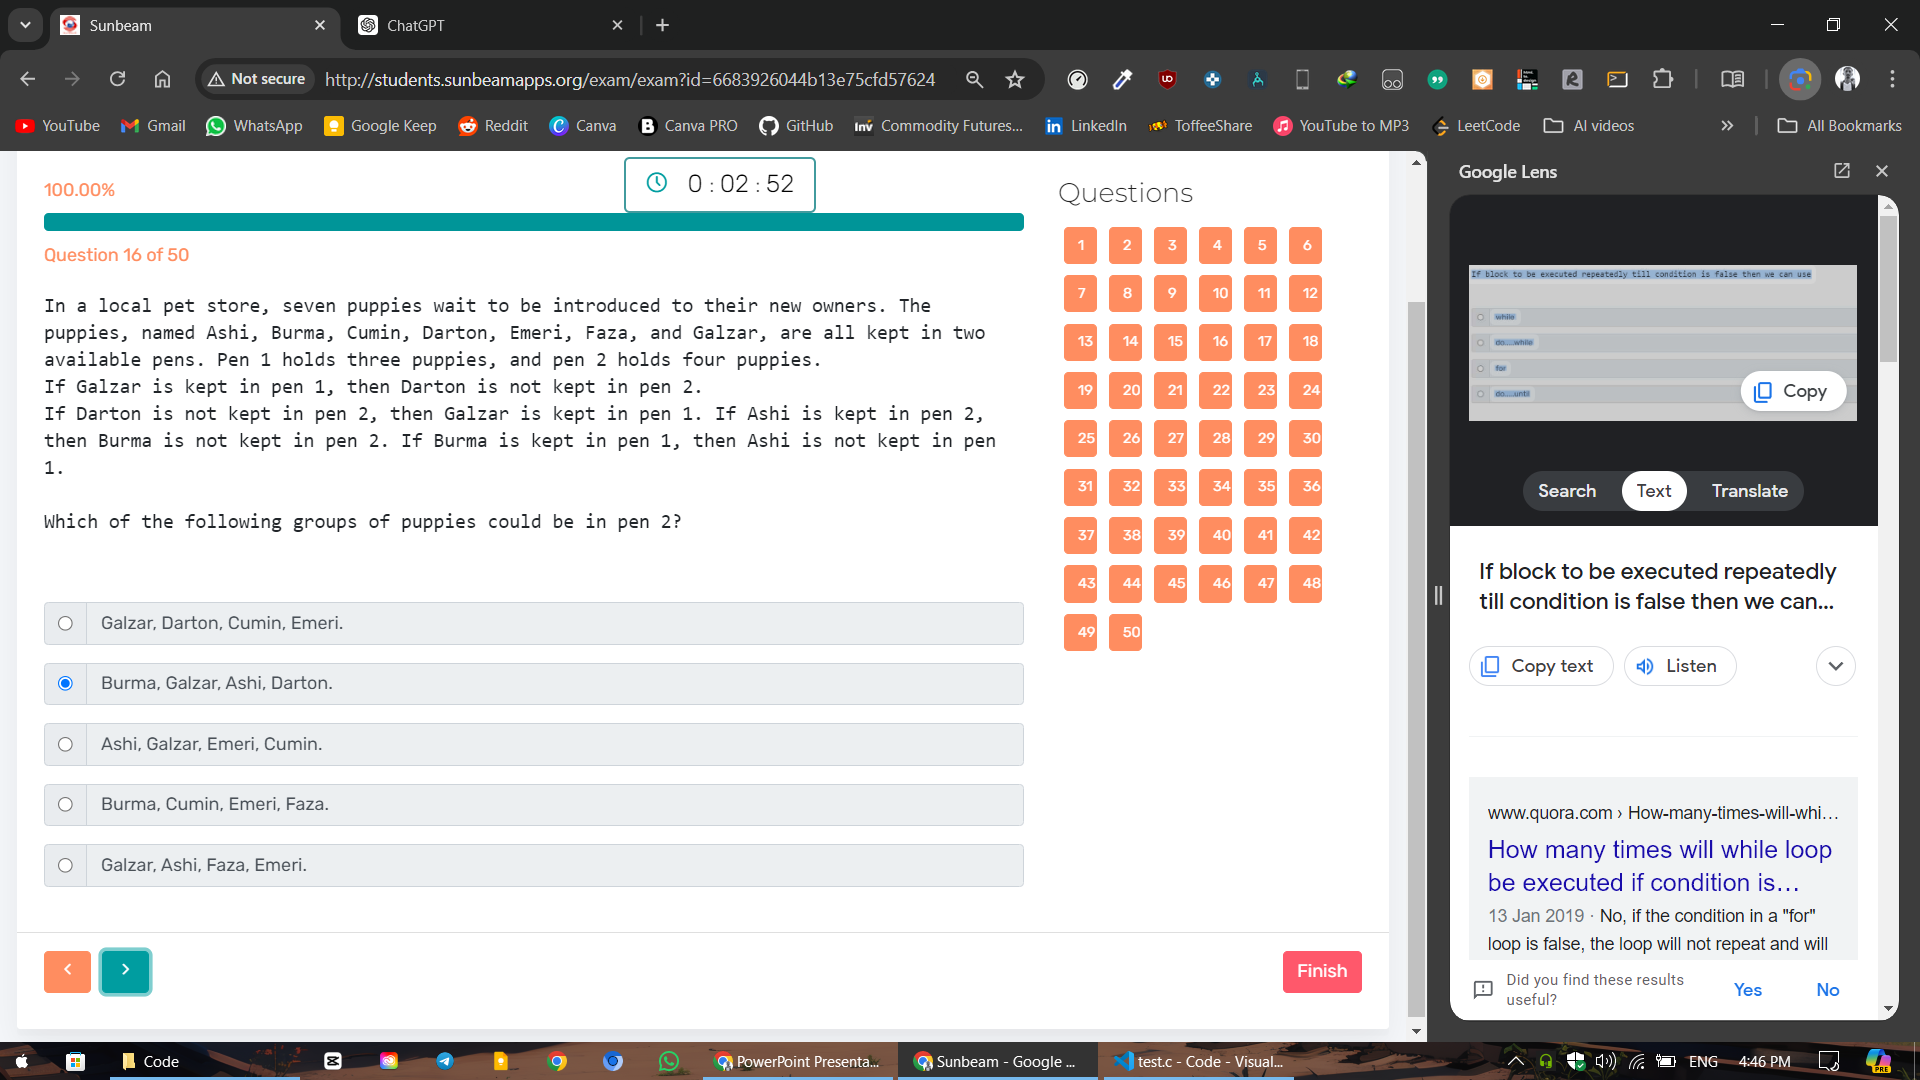 Sunbeam
ChatGPT
Not secure
http://students.sunbeamapps.org/exam/exam?id=6683926044b13e75cfd57624
YouTube
Gmail
WhatsApp
Google Keep
Reddit
Canva
Canva PRO
GitHub
Inv Commodity Futures...
LinkedIn
ToffeeShare
YouTube to MP3
LeetCode
AI videos
All Bookmarks
100.00%
0 : 02 : 52
Question 16 of 50
In a local pet store, seven puppies wait to be introduced to their new owners. The
puppies, named Ashi, Burma, Cumin, Darton, Emeri, Faza, and Galzar, are all kept in two
available pens. Pen 1 holds three puppies, and pen 2 holds four puppies.
If Galzar is kept in pen 1, then Darton is not kept in pen 2.
If Darton is not kept in pen 2, then Galzar is kept in pen 1. If Ashi is kept in pen 2,
then Burma is not kept in pen 2. If Burma is kept in pen 1, then Ashi is not kept in pen
1.
Which of the following groups of puppies could be in pen 2?
Galzar, Darton, Cumin, Emeri.
Burma, Galzar, Ashi, Darton.
Ashi, Galzar, Emeri, Cumin.
Burma, Cumin, Emeri, Faza.
Galzar, Ashi, Faza, Emeri.
Finish
Questions
1 2 3 4 5 6
7 8 9 10 11 12
13 14 15 16 17 18
19 20 21 22 23 24
25 26 27 28 29 30
31 32 33 34 35 36
37 38 39 40 41 42
43 44 45 46 47 48
49 50
Google Lens
If block to be executed repeatedly till condition is false then we can use
while
do....while
for
do....until
Copy
Search
Text
Translate
If block to be executed repeatedly
till condition is false then we can...
Copy text
Listen
www.quora.com › How-many-times-will-whi...
How many times will while loop
be executed if condition is...
13 Jan 2019 · No, if the condition in a "for"
loop is false, the loop will not repeat and will
Did you find these results
useful?
Yes
No
Code
PowerPoint Presenta...
Sunbeam - Google ...
test.c - Code - Visual...
ENG
4:46 PM
PRE